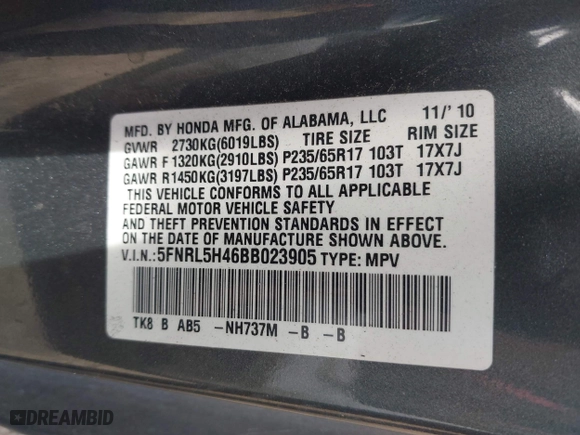 MFD. BY HONDA MFG. OF ALABAMA, LLC 11/' 10
GVWR 2730KG(6019LBS) TIRE SIZE RIM SIZE
GAWR F 1320KG(2910LBS) P235/65R17 103T 17X7J
GAWR R1450KG(3197LBS) P235/65R17 103T 17X7J
THIS VEHICLE CONFORMS TO ALL APPLICABLE
FEDERAL MOTOR VEHICLE SAFETY
AND THEFT PREVENTION STANDARDS IN EFFECT
ON THE DATE OF MANUFACTURE SHOWN ABOVE.
V.I.N.:5FNRL5H46BB023905 TYPE: MPV
TK8 B AB5 -NH737M -B -B
DREAMBID